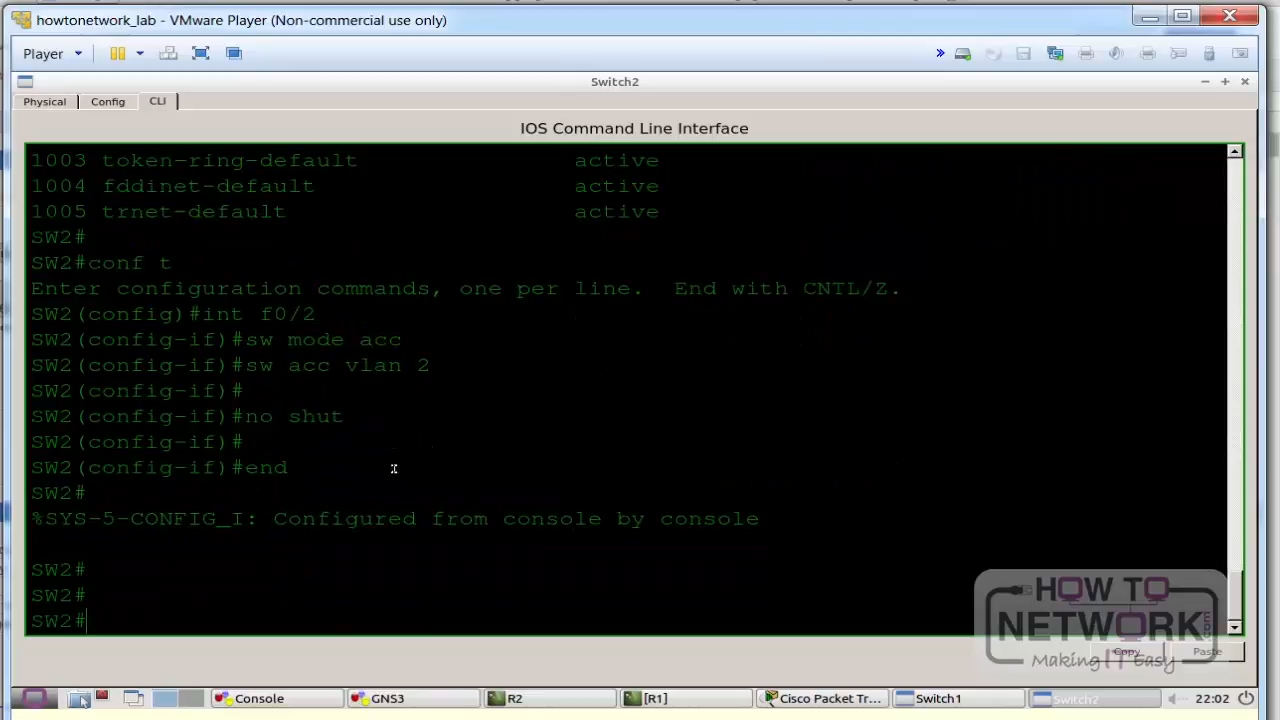 howtonetwork_lab - VMware Player (Non-commercial use only)
Player
Switch2
Physical Config CLI
IOS Command Line Interface
1003 token-ring-default active
1004 fddinet-default active
1005 trnet-default active
SW2#
SW2#conf t
Enter configuration commands, one per line. End with CNTL/Z.
SW2(config)#int f0/2
SW2(config-if)#sw mode acc
SW2(config-if)#sw acc vlan 2
SW2(config-if)#
SW2(config-if)#no shut
SW2(config-if)#
SW2(config-if)#end
SW2#
%SYS-5-CONFIG_I: Configured from console by console
SW2#
SW2#
SW2#
HOW TO
NETWORK
.com
Making IT Easy
Copy Paste
Console GNS3 R2 [R1] Cisco Packet Tr... Switch1 Switch2 22:02